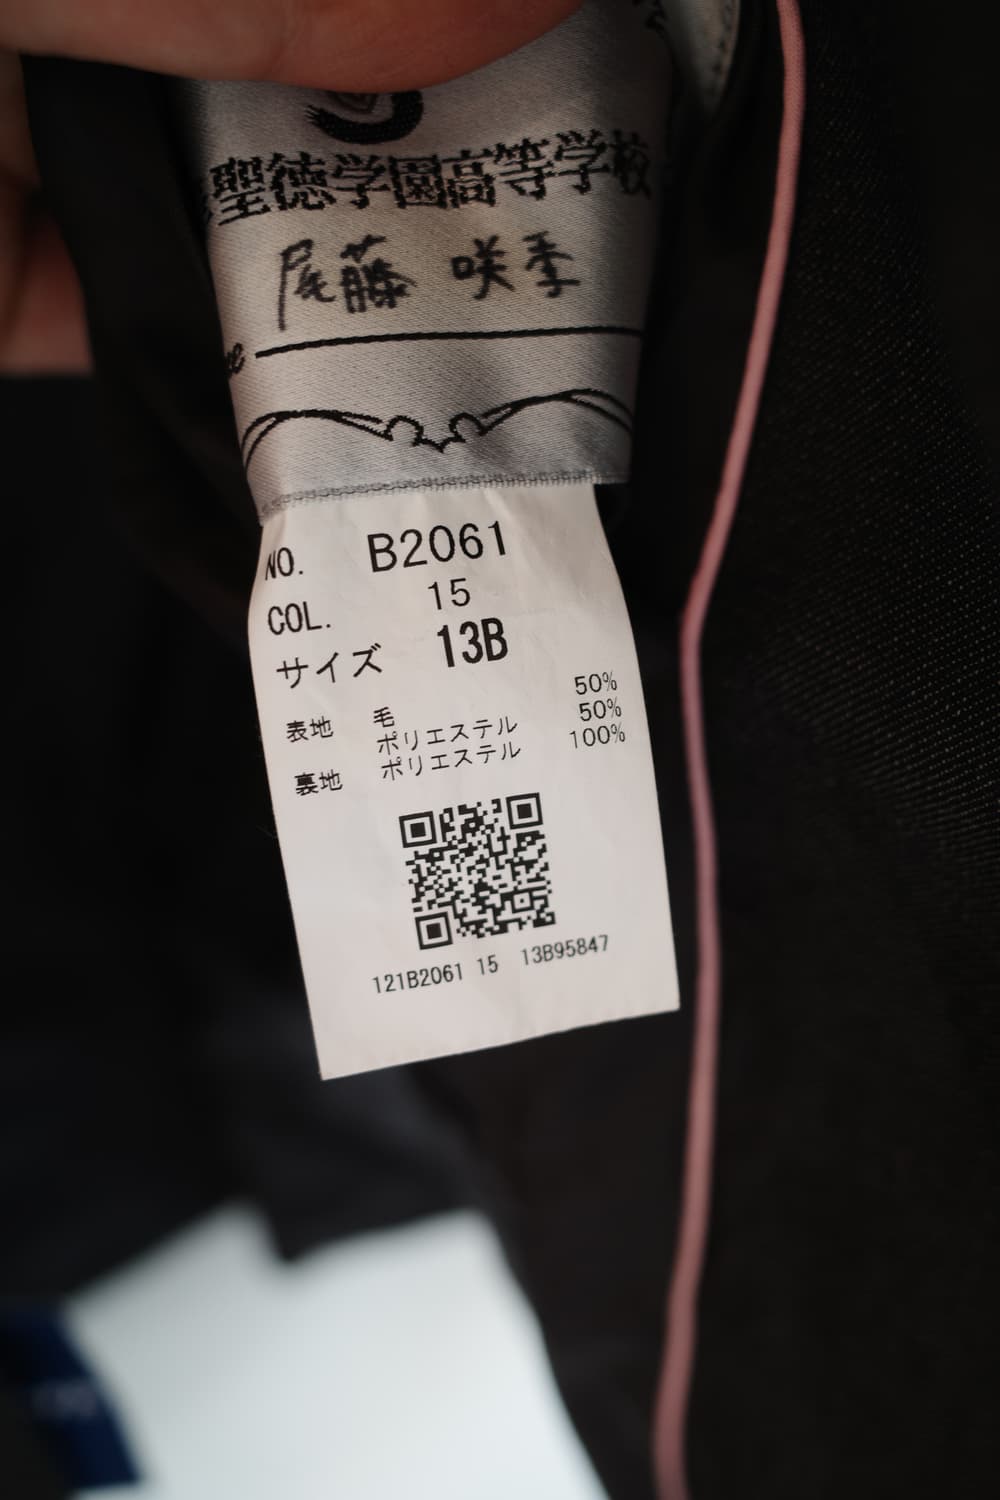 聖徳学園高等学校
尾藤 咲季
NO. B2061
COL. 15
サイズ 13B
表地 毛 50%
ポリエステル 50%
裏地 ポリエステル 100%
121B2061 15 13B95847